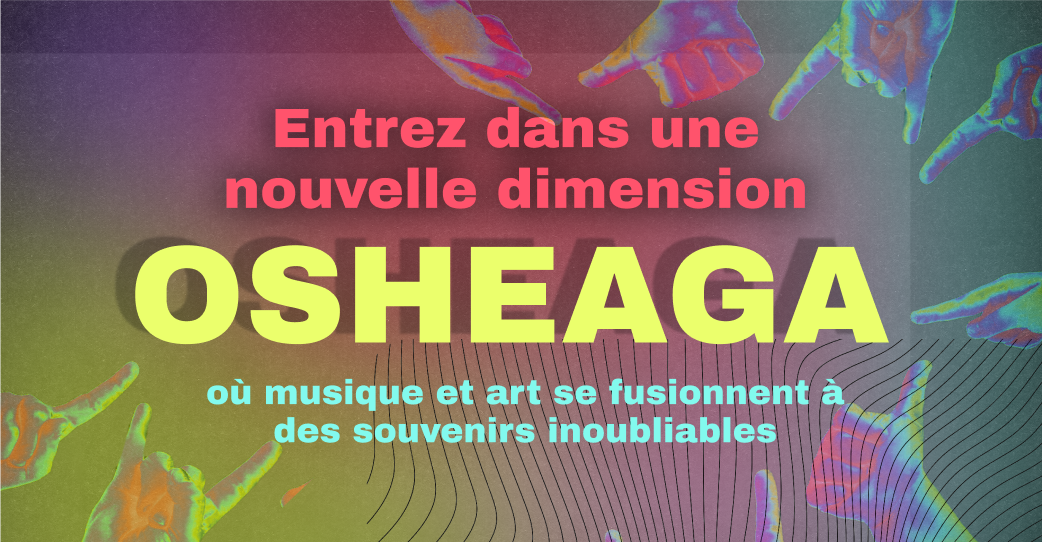 Entrez dans une
nouvelle dimension
OSHEAGA
où musique et art se fusionnent à
des souvenirs inoubliables